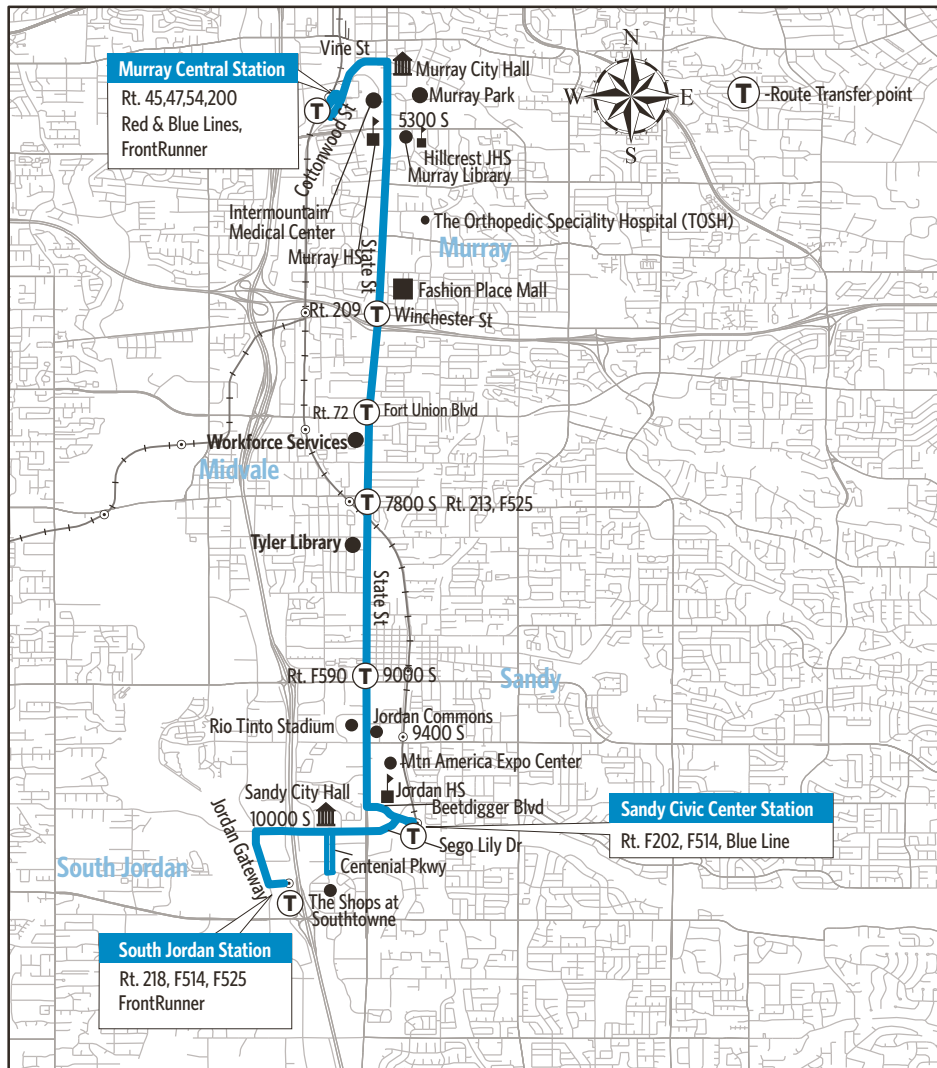 Vine St
Murray Central Station
Rt. 45,47,54,200
Red & Blue Lines,
FrontRunner
T
Cottonwood St
Murray City Hall
Murray Park
5300 S
Hillcrest JHS
Murray Library
N
W
E
S
T
-Route Transfer point
Intermountain
Medical Center
Murray HS
The Orthopedic Speciality Hospital (TOSH)
Murray
State St
Fashion Place Mall
Rt. 209
T
Winchester St
Rt. 72
T
Fort Union Blvd
Workforce Services
Midvale
T
7800 S Rt. 213, F525
Tyler Library
State St
Rt. F590
T
9000 S
Sandy
Rio Tinto Stadium
Jordan Commons
9400 S
Mtn America Expo Center
Jordan HS
Beetdigger Blvd
Sandy City Hall
10000 S
T
Sego Lily Dr
Sandy Civic Center Station
Rt. F202, F514, Blue Line
Jordan Gateway
Centennial Pkwy
South Jordan
T
The Shops at
Southtowne
South Jordan Station
Rt. 218, F514, F525
FrontRunner